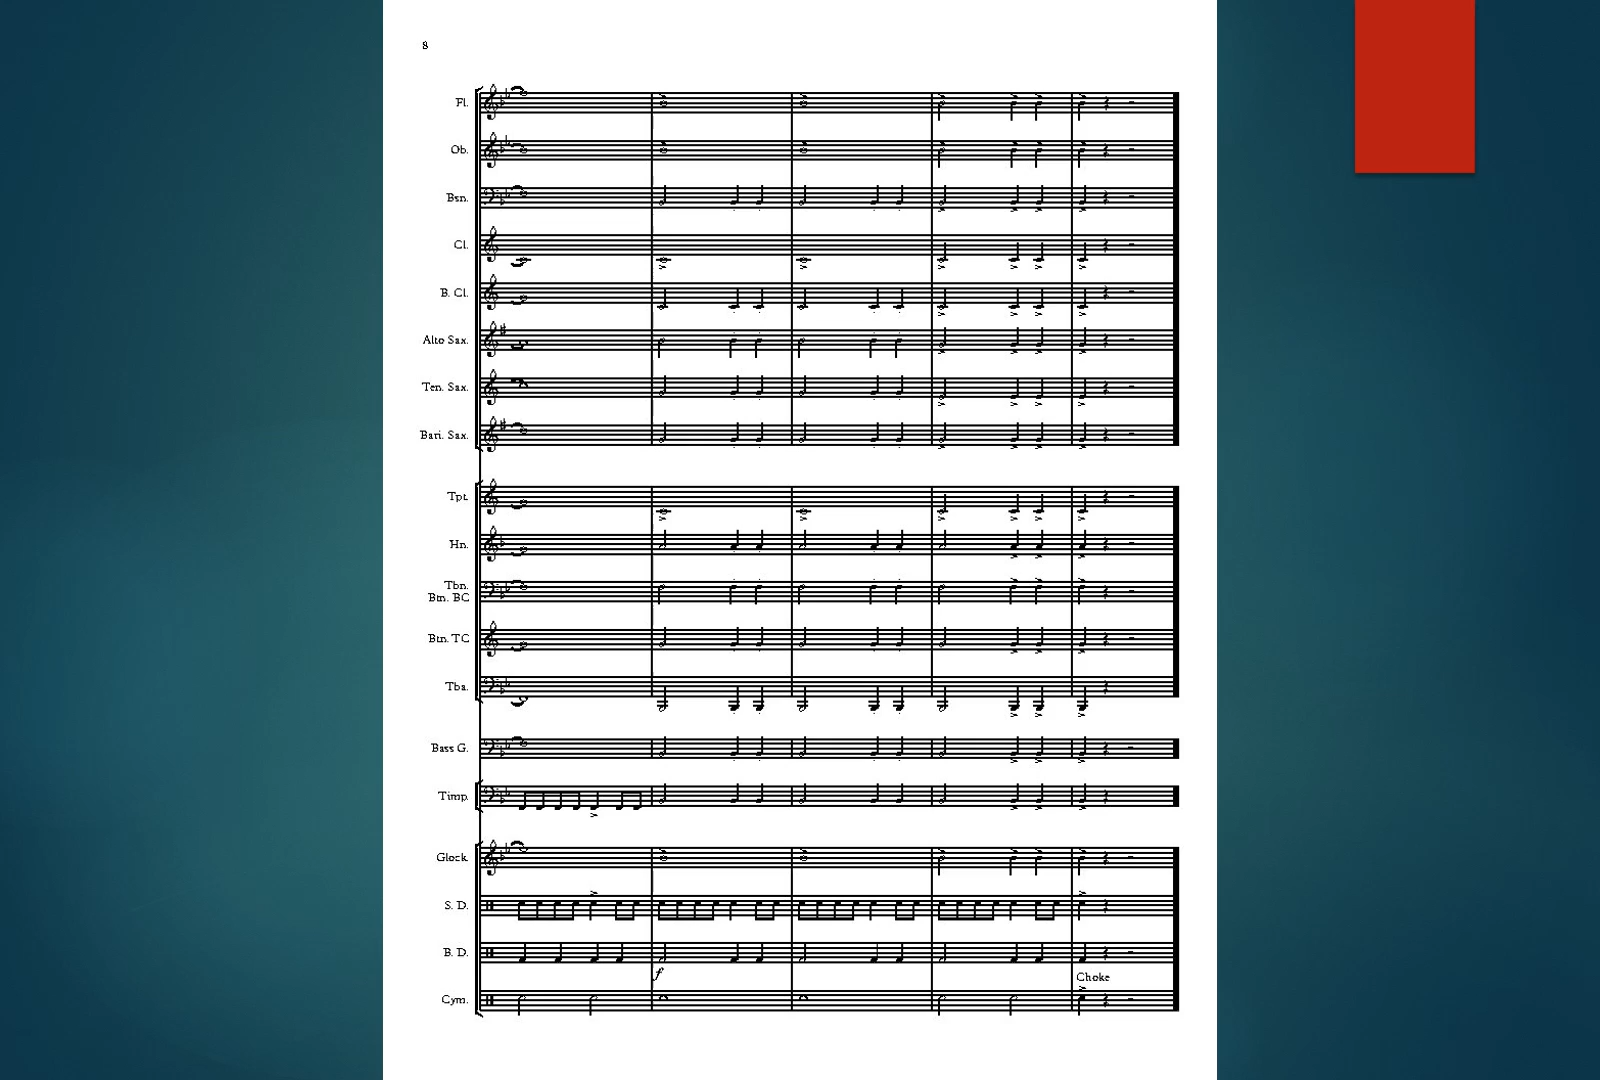 8
Fl.
Ob.
Bsn.
Cl.
B. Cl.
Alto Sax.
Ten. Sax.
Bari. Sax.
Tpt.
Hn.
Tbn.
Btn. BC
Btn. TC
Tba.
Bass G.
Timp.
Glock.
S. D.
B. D.
f
Choke
Cym.